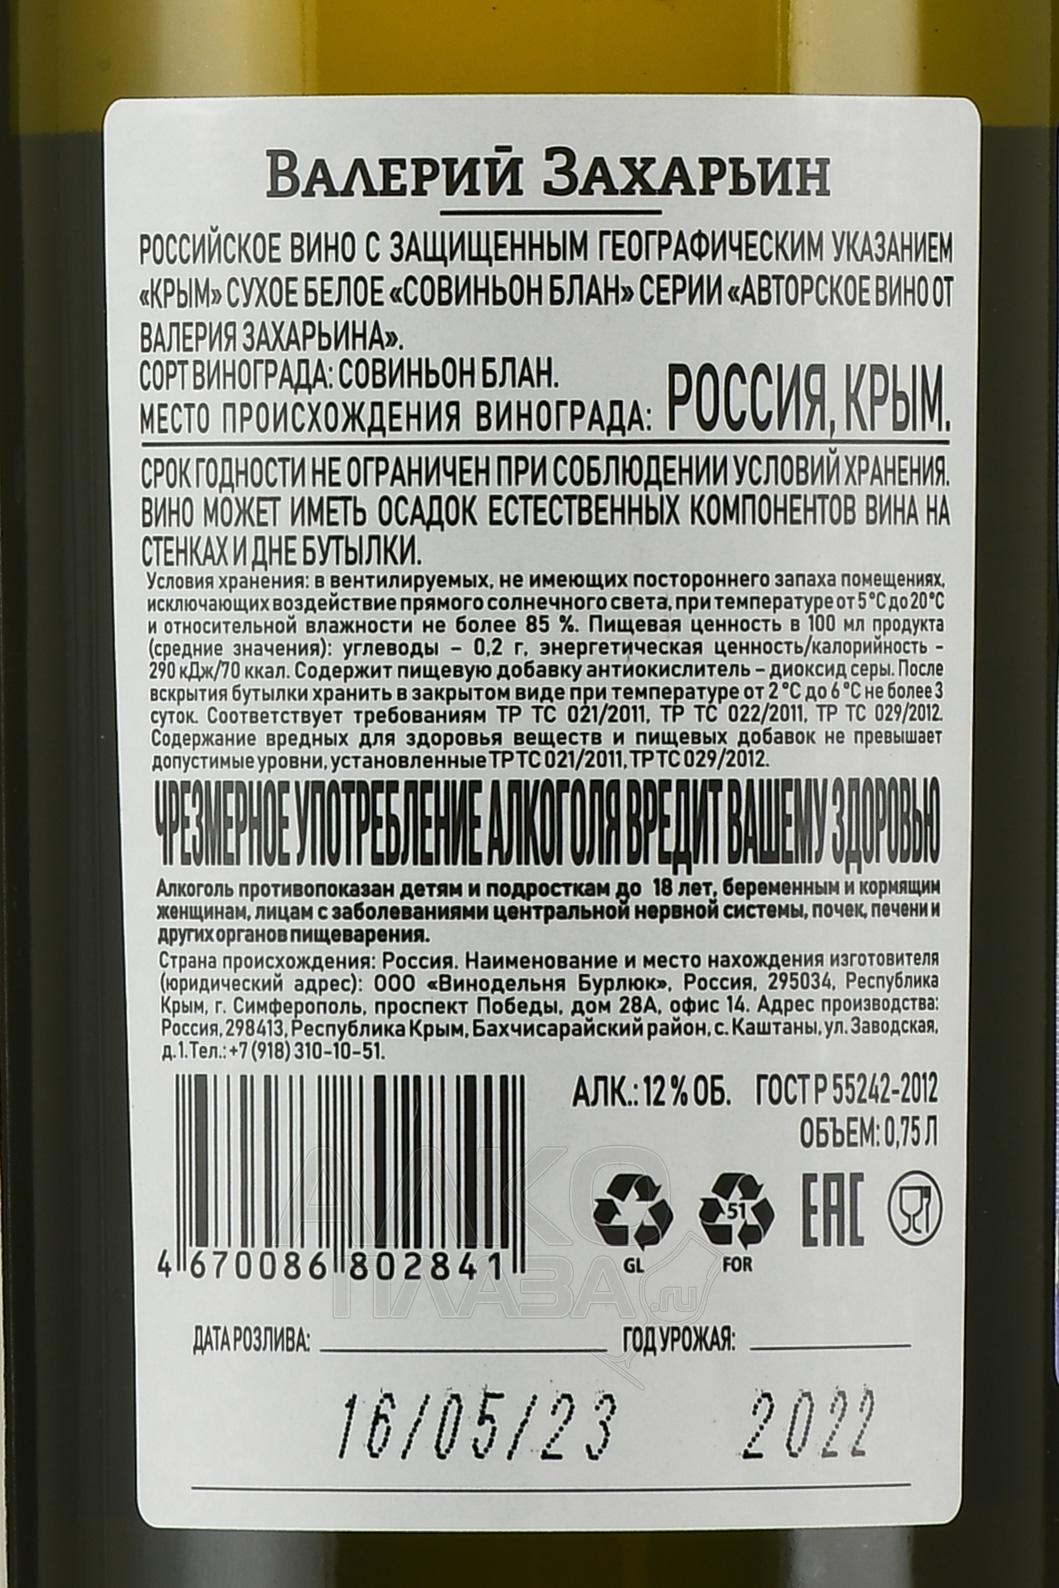 ВАЛЕРИЙ ЗАХАРЬИН
РОССИЙСКОЕ ВИНО С ЗАЩИЩЕННЫМ ГЕОГРАФИЧЕСКИМ УКАЗАНИЕМ
«КРЫМ» СУХОЕ БЕЛОЕ «СОВИНЬОН БЛАН» СЕРИИ «АВТОРСКОЕ ВИНО ОТ
ВАЛЕРИЯ ЗАХАРЬИНА».
СОРТ ВИНОГРАДА: СОВИНЬОН БЛАН.
МЕСТО ПРОИСХОЖДЕНИЯ ВИНОГРАДА: РОССИЯ, КРЫМ.
СРОК ГОДНОСТИ НЕ ОГРАНИЧЕН ПРИ СОБЛЮДЕНИИ УСЛОВИЙ ХРАНЕНИЯ.
ВИНО МОЖЕТ ИМЕТЬ ОСАДОК ЕСТЕСТВЕННЫХ КОМПОНЕНТОВ ВИНА НА
СТЕНКАХ И ДНЕ БУТЫЛКИ.
Условия хранения: в вентилируемых, не имеющих постороннего запаха помещениях,
исключающих воздействие прямого солнечного света, при температуре от 5 °С до 20 °С
и относительной влажности не более 85 %. Пищевая ценность в 100 мл продукта
(средние значения): углеводы – 0,2 г, энергетическая ценность/калорийность -
290 кДж/70 ккал. Содержит пищевую добавку антиокислитель – диоксид серы. После
вскрытия бутылки хранить в закрытом виде при температуре от 2 °С до 6 °С не более 3
суток. Соответствует требованиям ТР ТС 021/2011, ТР ТС 022/2011, ТР ТС 029/2012.
Содержание вредных для здоровья веществ и пищевых добавок не превышает
допустимые уровни, установленные ТР ТС 021/2011, ТР ТС 029/2012.
ЧРЕЗМЕРНОЕ УПОТРЕБЛЕНИЕ АЛКОГОЛЯ ВРЕДИТ ВАШЕМУ ЗДОРОВЬЮ
Алкоголь противопоказан детям и подросткам до 18 лет, беременным и кормящим
женщинам, лицам с заболеваниями центральной нервной системы, почек, печени и
других органов пищеварения.
Страна происхождения: Россия. Наименование и место нахождения изготовителя
(юридический адрес): ООО «Винодельня Бурлюк», Россия, 295034, Республика
Крым, г. Симферополь, проспект Победы, дом 28А, офис 14. Адрес производства:
Россия, 298413, Республика Крым, Бахчисарайский район, с. Каштаны, ул. Заводская,
д. 1. Тел.: +7 (918) 310-10-51.
АЛК.: 12 % ОБ. ГОСТ Р 55242-2012
ОБЪЕМ: 0,75 Л
51
EAC
GL FOR
4 670086 802841
АЛКО
ПЛАЗА.ru
ДАТА РОЗЛИВА: ГОД УРОЖАЯ:
16/05/23 2022